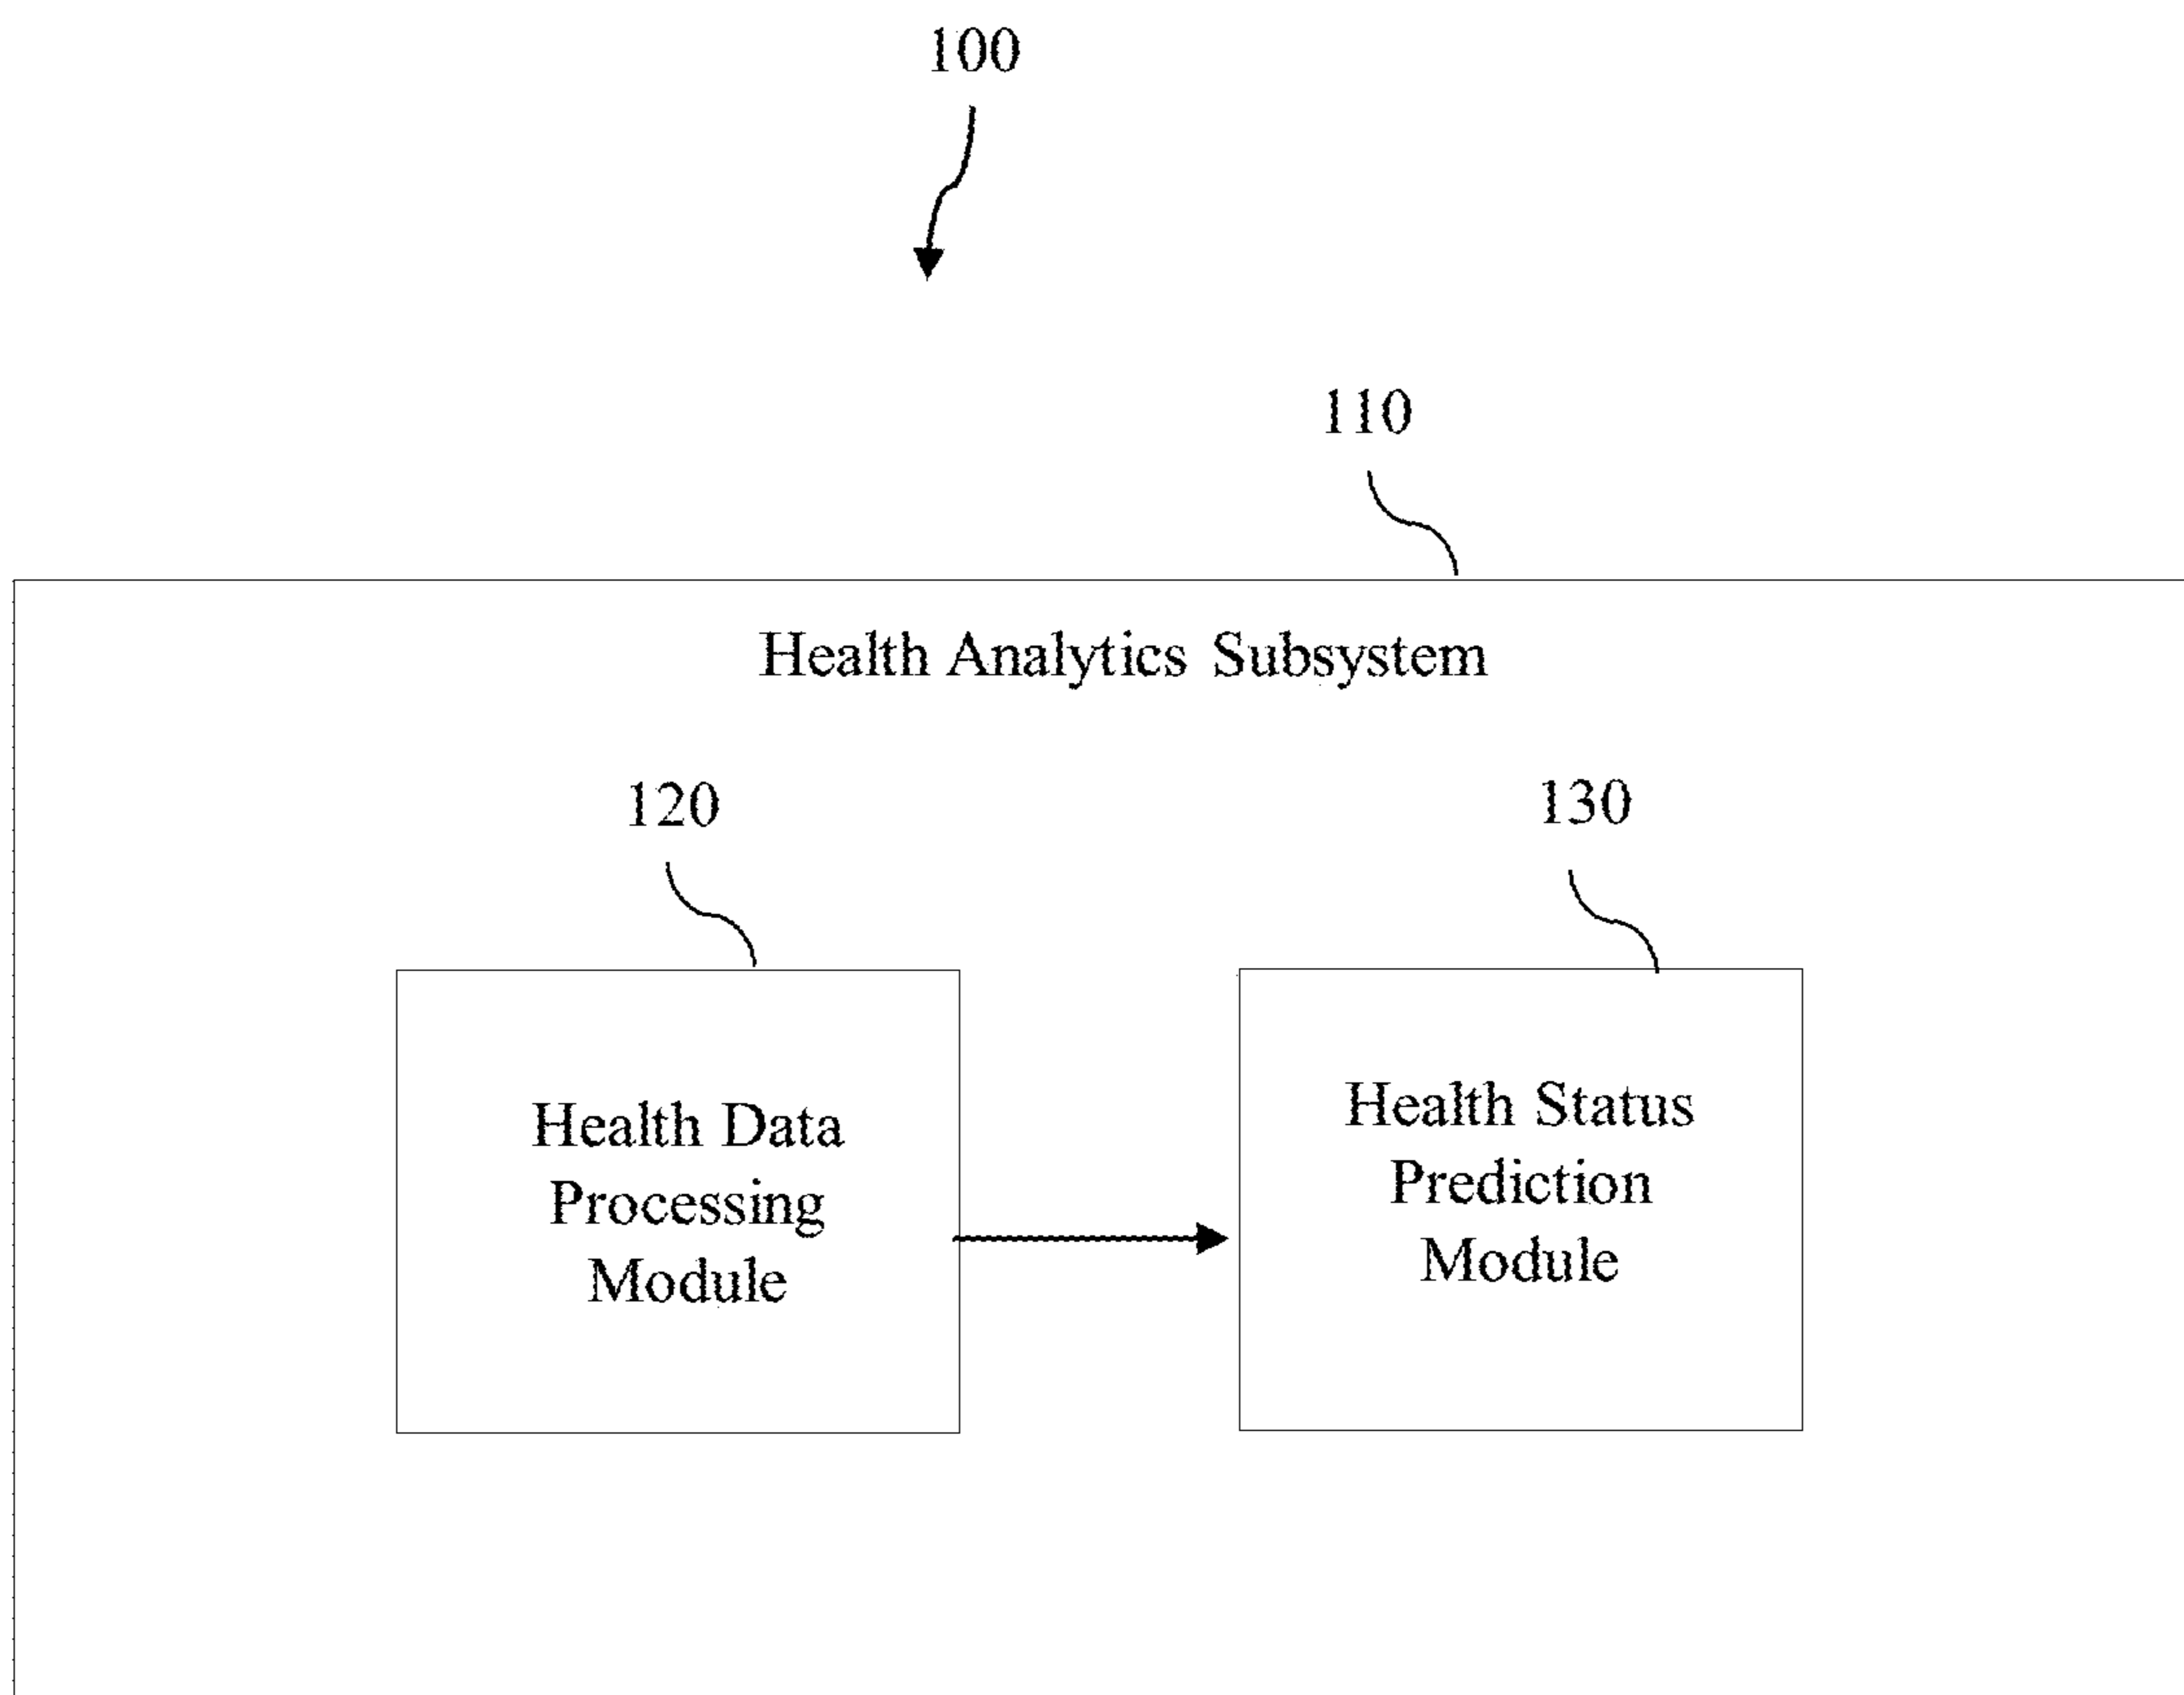 100
110
Health Analytics Subsystem
120
130
Health Data
Processing
Module
Health Status
Prediction
Module